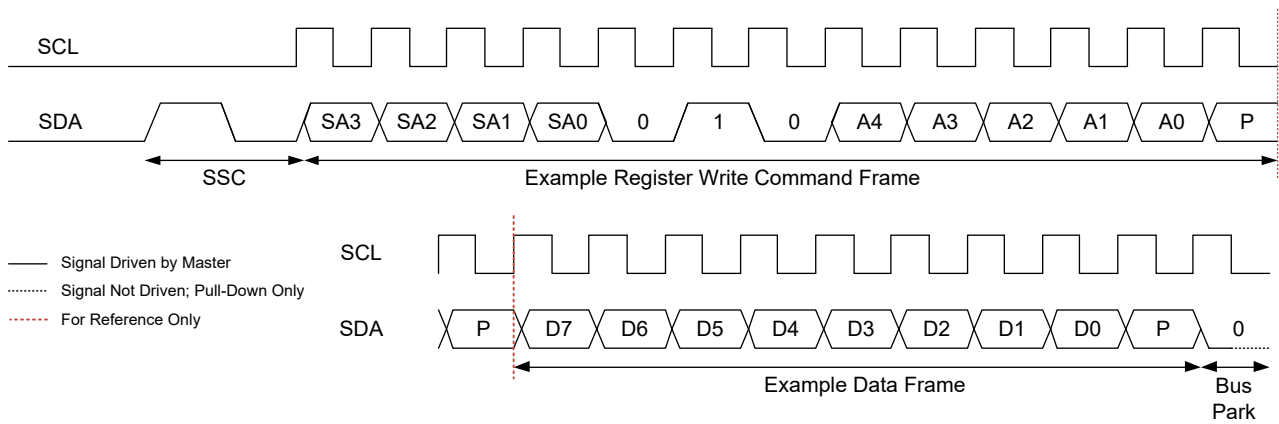 SCL
SDA SA3 SA2 SA1 SA0 0 1 0 A4 A3 A2 A1 A0 P
SSC Example Register Write Command Frame
SCL
Signal Driven by Master
Signal Not Driven; Pull-Down Only
For Reference Only
SDA P D7 D6 D5 D4 D3 D2 D1 D0 P 0
Example Data Frame Bus
Park